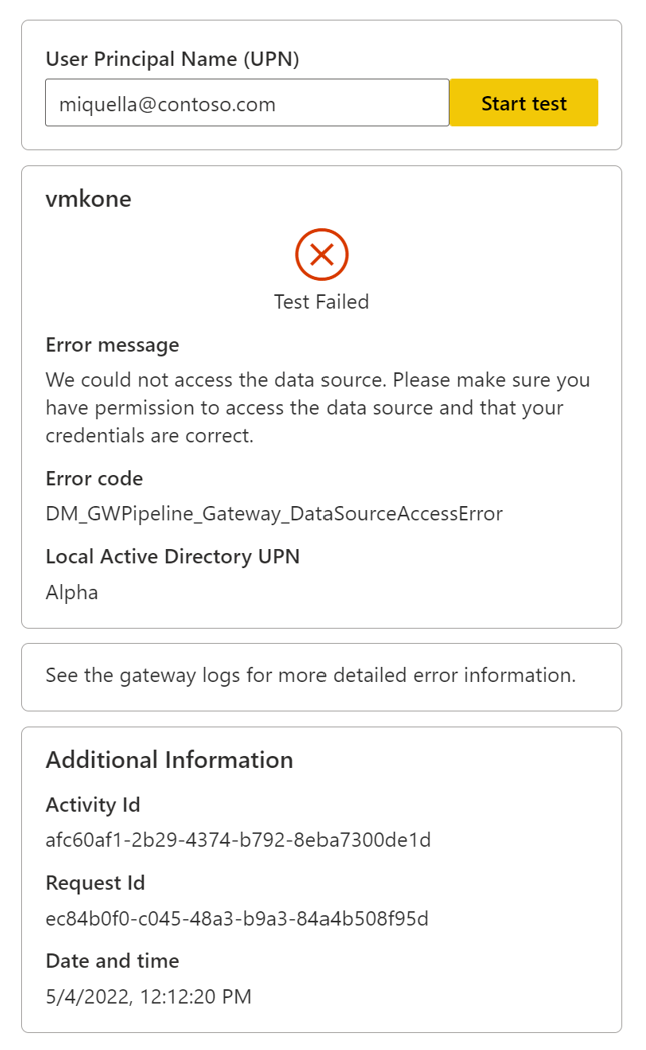 User Principal Name (UPN)
miquella@contoso.com
Start test
vmkone
Test Failed
Error message
We could not access the data source. Please make sure you
have permission to access the data source and that your
credentials are correct.
Error code
DM_GWPipeline_Gateway_DataSourceAccessError
Local Active Directory UPN
Alpha
See the gateway logs for more detailed error information.
Additional Information
Activity Id
afc60af1-2b29-4374-b792-8eba7300de1d
Request Id
ec84b0f0-c045-48a3-b9a3-84a4b508f95d
Date and time
5/4/2022, 12:12:20 PM